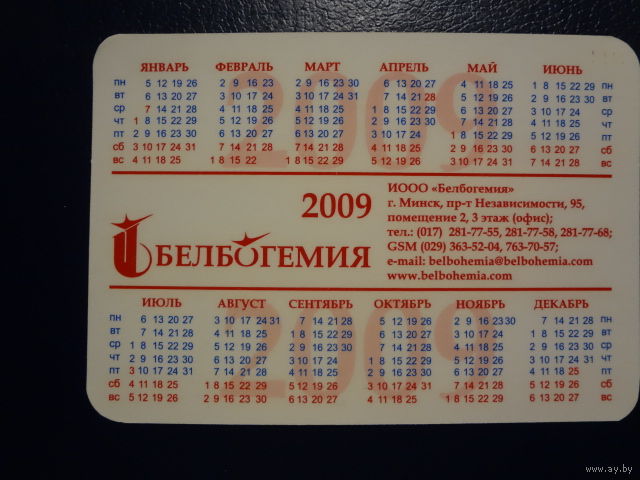 ЯНВАРЬ ФЕВРАЛЬ МАРТ АПРЕЛЬ МАЙ ИЮНЬ
пн 5 12 19 26 2 9 16 23 2 9 16 23 30 6 13 20 27 4 11 18 25 1 8 15 22 29 пн
вт 6 13 20 27 3 10 17 24 3 10 17 24 31 7 14 21 28 5 12 19 26 2 9 16 23 30 вт
ср 7 14 21 28 4 11 18 25 4 11 18 25 1 8 15 22 29 6 13 20 27 3 10 17 24 ср
чт 1 8 15 22 29 5 12 19 26 5 12 19 26 2 9 16 23 30 7 14 21 28 4 11 18 25 чт
пт 2 9 16 23 30 6 13 20 27 6 13 20 27 3 10 17 24 1 8 15 22 29 5 12 19 26 пт
сб 3 10 17 24 31 7 14 21 28 7 14 21 28 4 11 18 25 2 9 16 23 30 6 13 20 27 сб
вс 4 11 18 25 1 8 15 22 1 8 15 22 29 5 12 19 26 3 10 17 24 31 7 14 21 28 вс
2009
БЕЛБОГЕМИЯ
ИООО «Белбогемия»
г. Минск, пр-т Независимости, 95,
помещение 2, 3 этаж (офис);
тел.: (017) 281-77-55, 281-77-58, 281-77-68;
GSM (029) 363-52-04, 763-70-57;
e-mail: belbohemia@belbohemia.com
www.belbohemia.com
ИЮЛЬ АВГУСТ СЕНТЯБРЬ ОКТЯБРЬ НОЯБРЬ ДЕКАБРЬ
пн 6 13 20 27 3 10 17 24 31 7 14 21 28 5 12 19 26 2 9 16 23 30 7 14 21 28 пн
вт 7 14 21 28 4 11 18 25 1 8 15 22 29 6 13 20 27 3 10 17 24 1 8 15 22 29 вт
ср 1 8 15 22 29 5 12 19 26 2 9 16 23 30 7 14 21 28 4 11 18 25 2 9 16 23 30 ср
чт 2 9 16 23 30 6 13 20 27 3 10 17 24 1 8 15 22 29 5 12 19 26 3 10 17 24 31 чт
пт 3 10 17 24 31 7 14 21 28 4 11 18 25 2 9 16 23 30 6 13 20 27 4 11 18 25 пт
сб 4 11 18 25 1 8 15 22 29 5 12 19 26 3 10 17 24 31 7 14 21 28 5 12 19 26 сб
вс 5 12 19 26 2 9 16 23 30 6 13 20 27 4 11 18 25 1 8 15 22 29 6 13 20 27 вс
2009
2009
www.ay.by